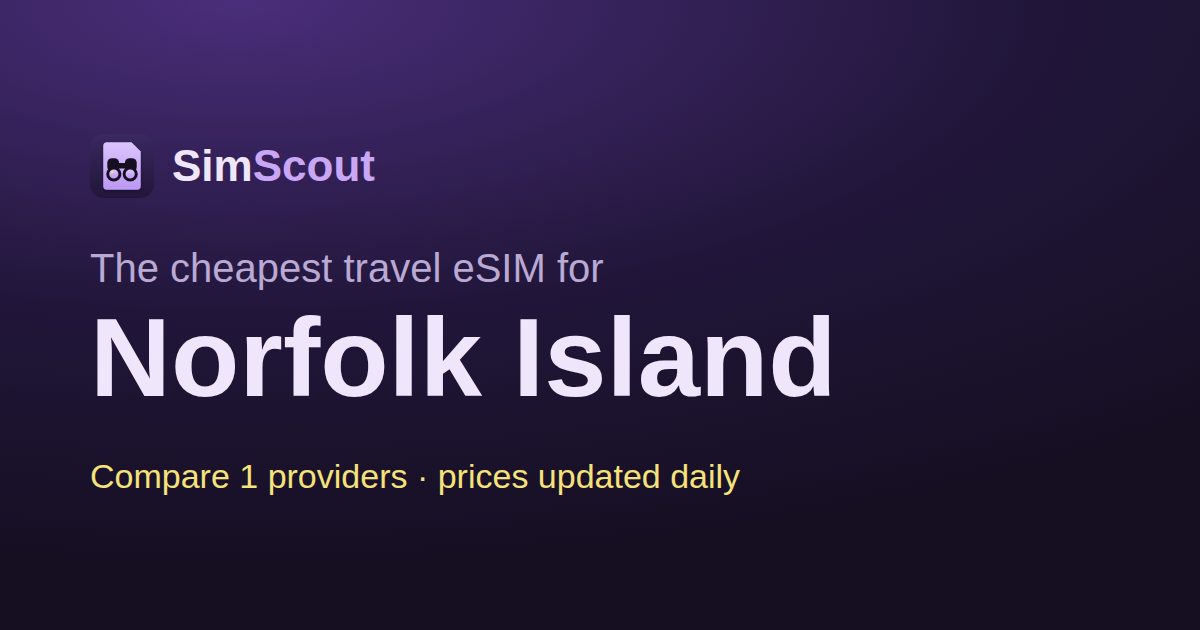 SimScout
The cheapest travel eSIM for
Norfolk Island
Compare 1 providers · prices updated daily